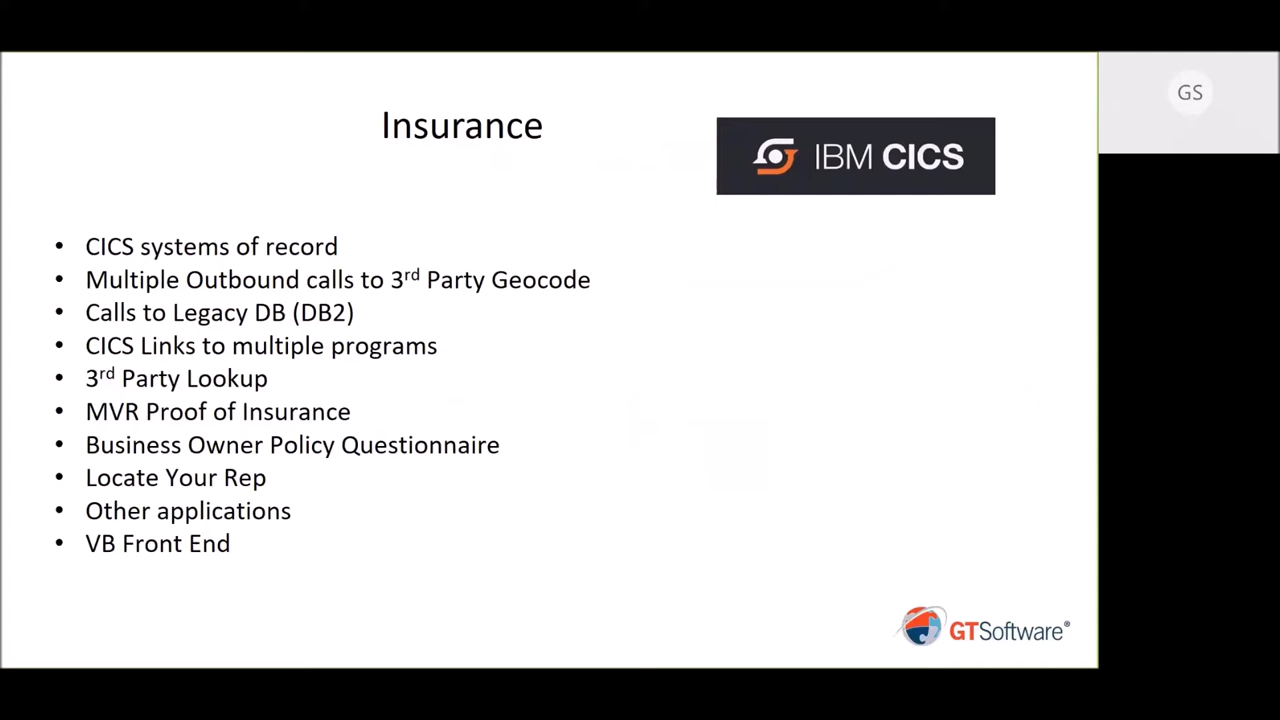 Insurance
IBM CICS
GS
• CICS systems of record
• Multiple Outbound calls to 3rd Party Geocode
• Calls to Legacy DB (DB2)
• CICS Links to multiple programs
• 3rd Party Lookup
• MVR Proof of Insurance
• Business Owner Policy Questionnaire
• Locate Your Rep
• Other applications
• VB Front End
GTSoftware®